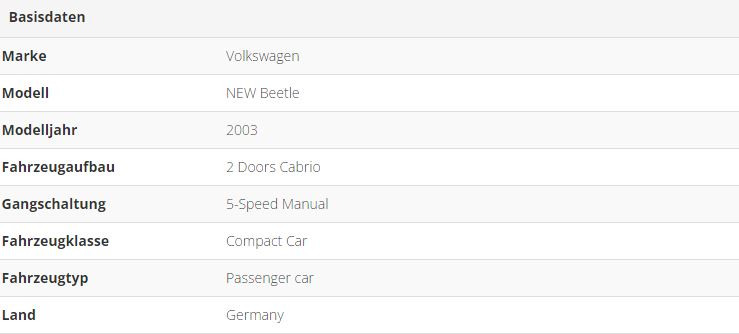 Basisdaten
Marke Volkswagen
Modell NEW Beetle
Modelljahr 2003
Fahrzeugaufbau 2 Doors Cabrio
Gangschaltung 5-Speed Manual
Fahrzeugklasse Compact Car
Fahrzeugtyp Passenger car
Land Germany